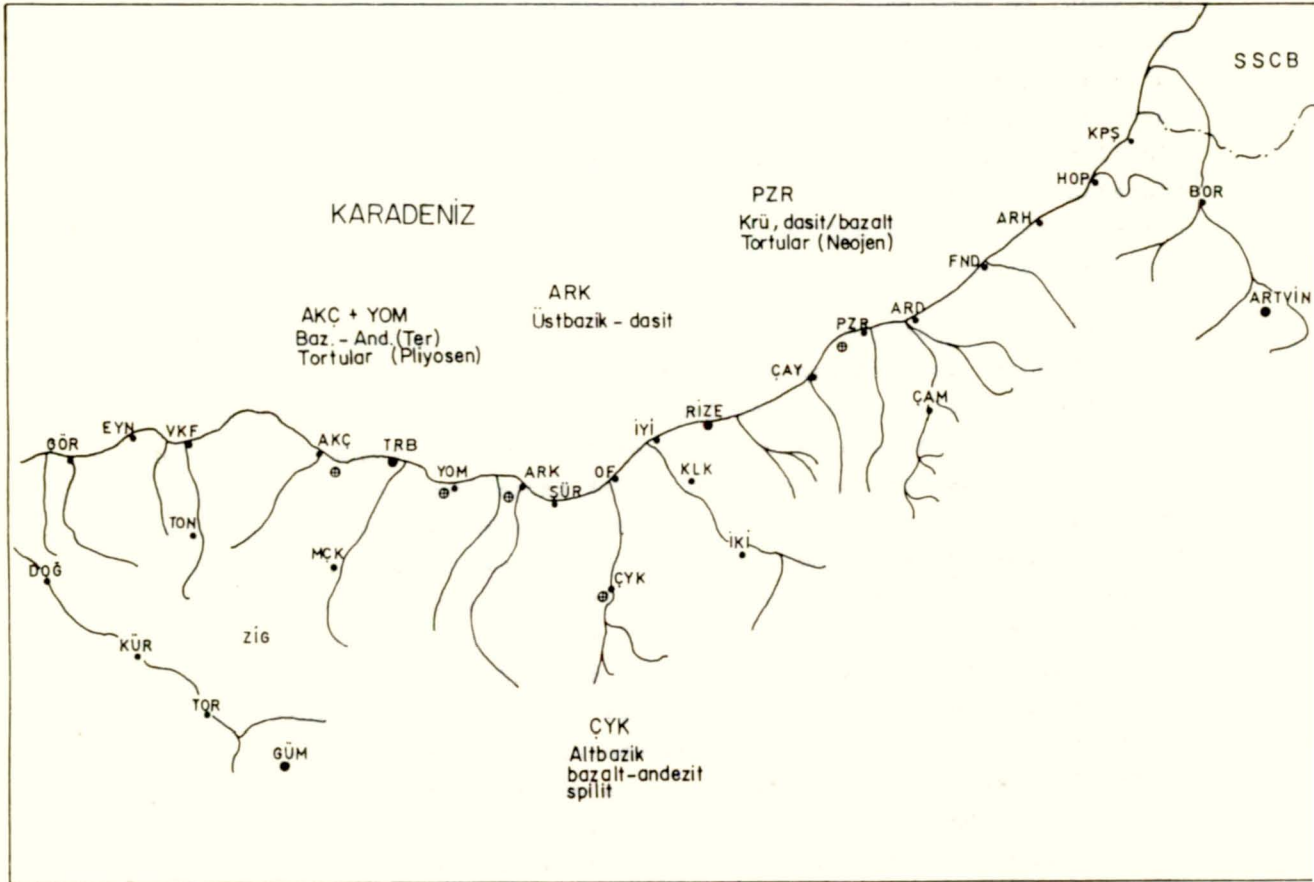 SSCB
KPŞ
HOP
BOR
ARH
FND
ARTVİN
KARADENİZ
PZR
Krü, dasit/bazalt
Tortular (Neojen)
ARK
Üstbazik - dasit
AKÇ + YOM
Baz. - And. (Ter)
Tortular (Pliyosen)
ARD
PZR
ÇAY
ÇAM
RİZE
İYİ
KLK
İKİ
OF
SÜR
ARK
YOM
TRB
AKÇ
VKF
EYN
GÖR
TON
MÇK
DOĞ
ÇYK
KÜR
ZİG
TOR
GÜM
ÇYK
Altbazik
bazalt-andezit
spilit